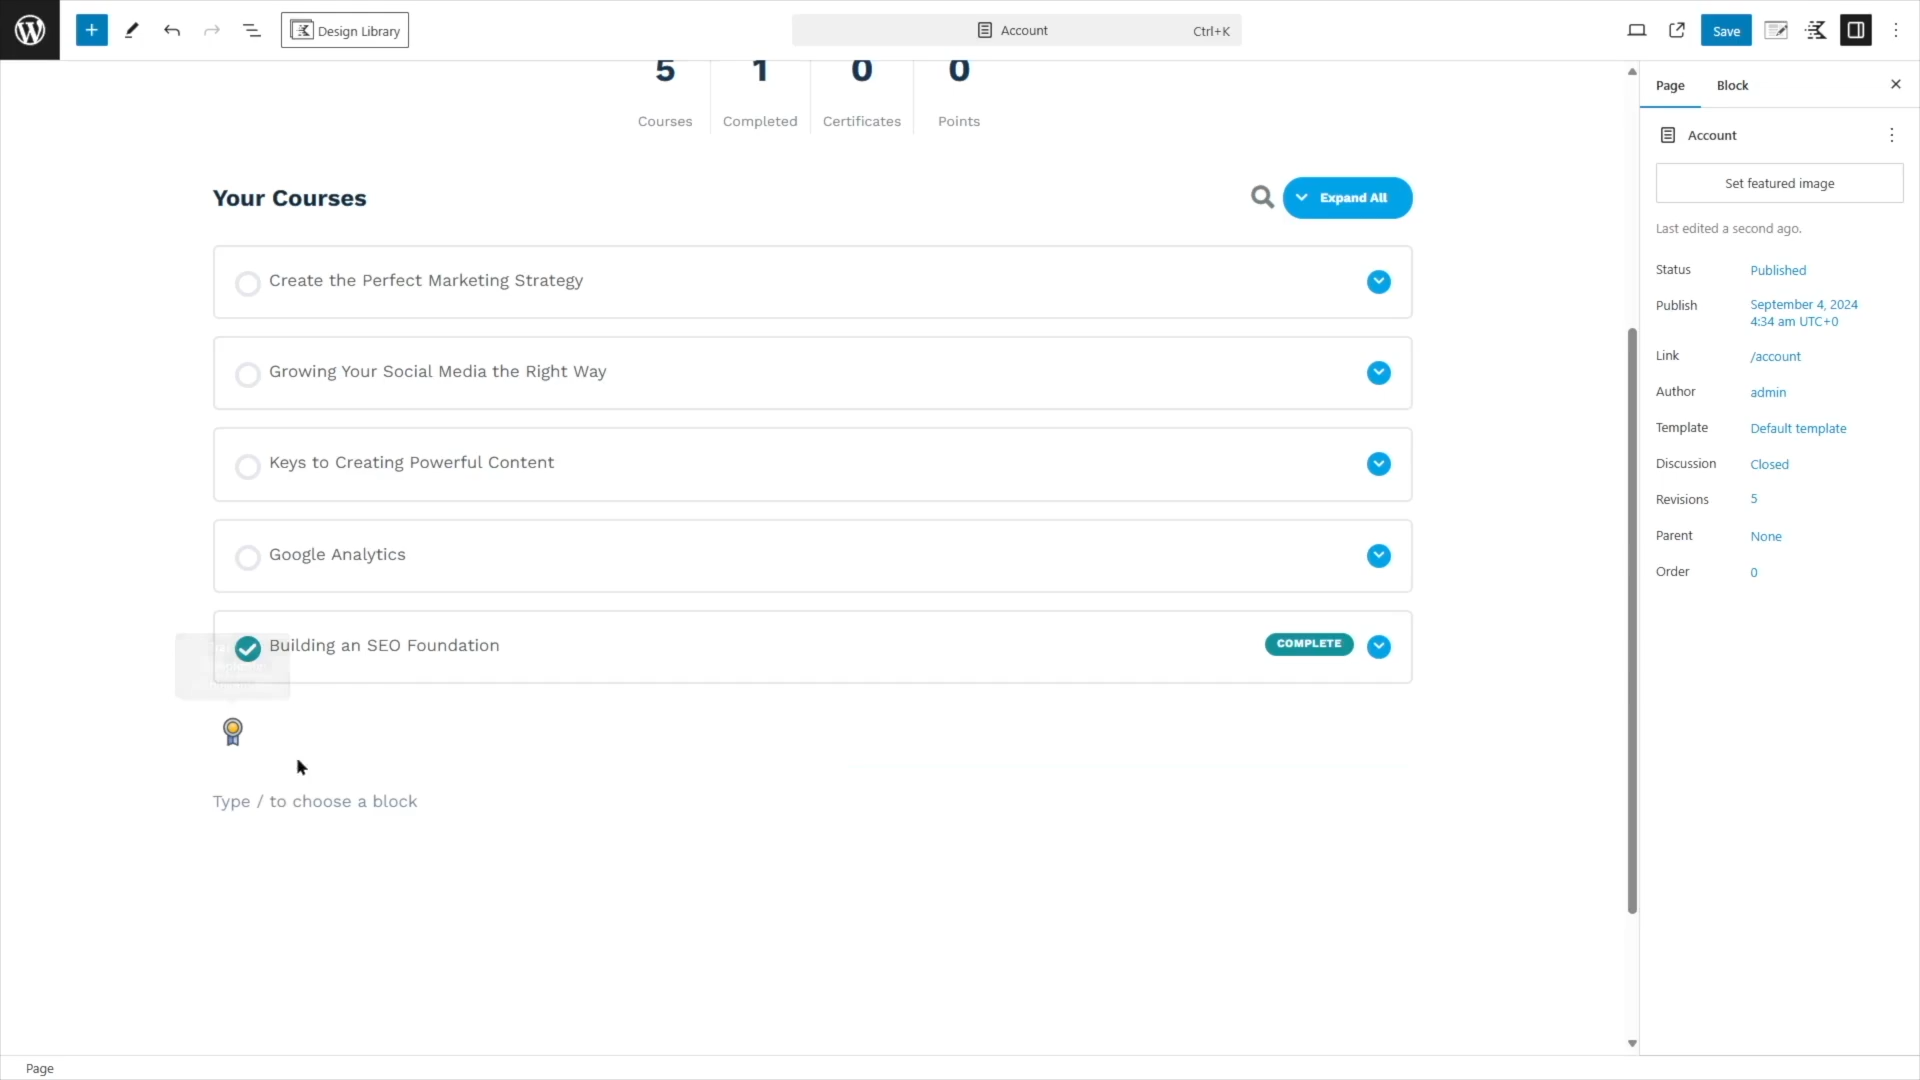 Design Library
Account
Ctrl+K
Save
5
1
0
0
Courses
Completed
Certificates
Points
Your Courses
Expand All
Create the Perfect Marketing Strategy
Growing Your Social Media the Right Way
Keys to Creating Powerful Content
Google Analytics
Building an SEO Foundation
COMPLETE
Type / to choose a block
Page
Block
Account
Set featured image
Last edited a second ago.
Status
Published
Publish
September 4, 2024
4:34 am UTC+0
Link
/account
Author
admin
Template
Default template
Discussion
Closed
Revisions
5
Parent
None
Order
0
Page